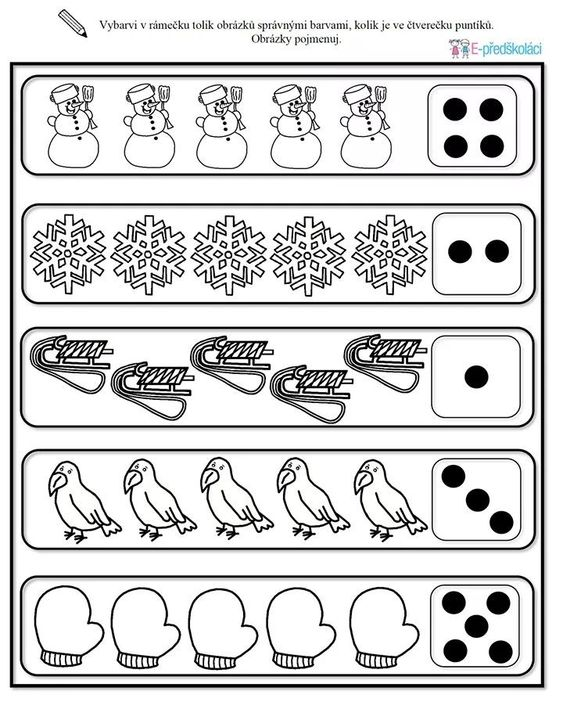 Vybarvi v rámečku tolik obrázků správnými barvami, kolik je ve čtverečku puntíků.
Obrázky pojmenuj.
E-předškoláci